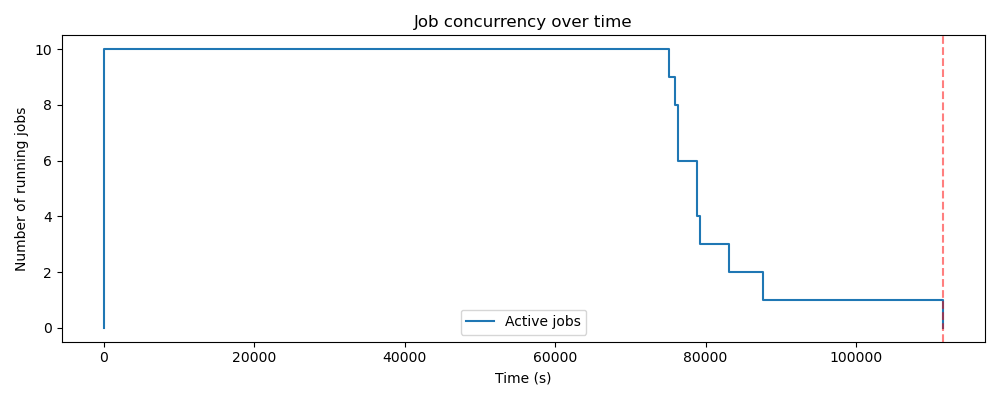 Job concurrency over time
Number of running jobs
10
8
6
4
2
0
Active jobs
0 20000 40000 60000 80000 100000
Time (s)